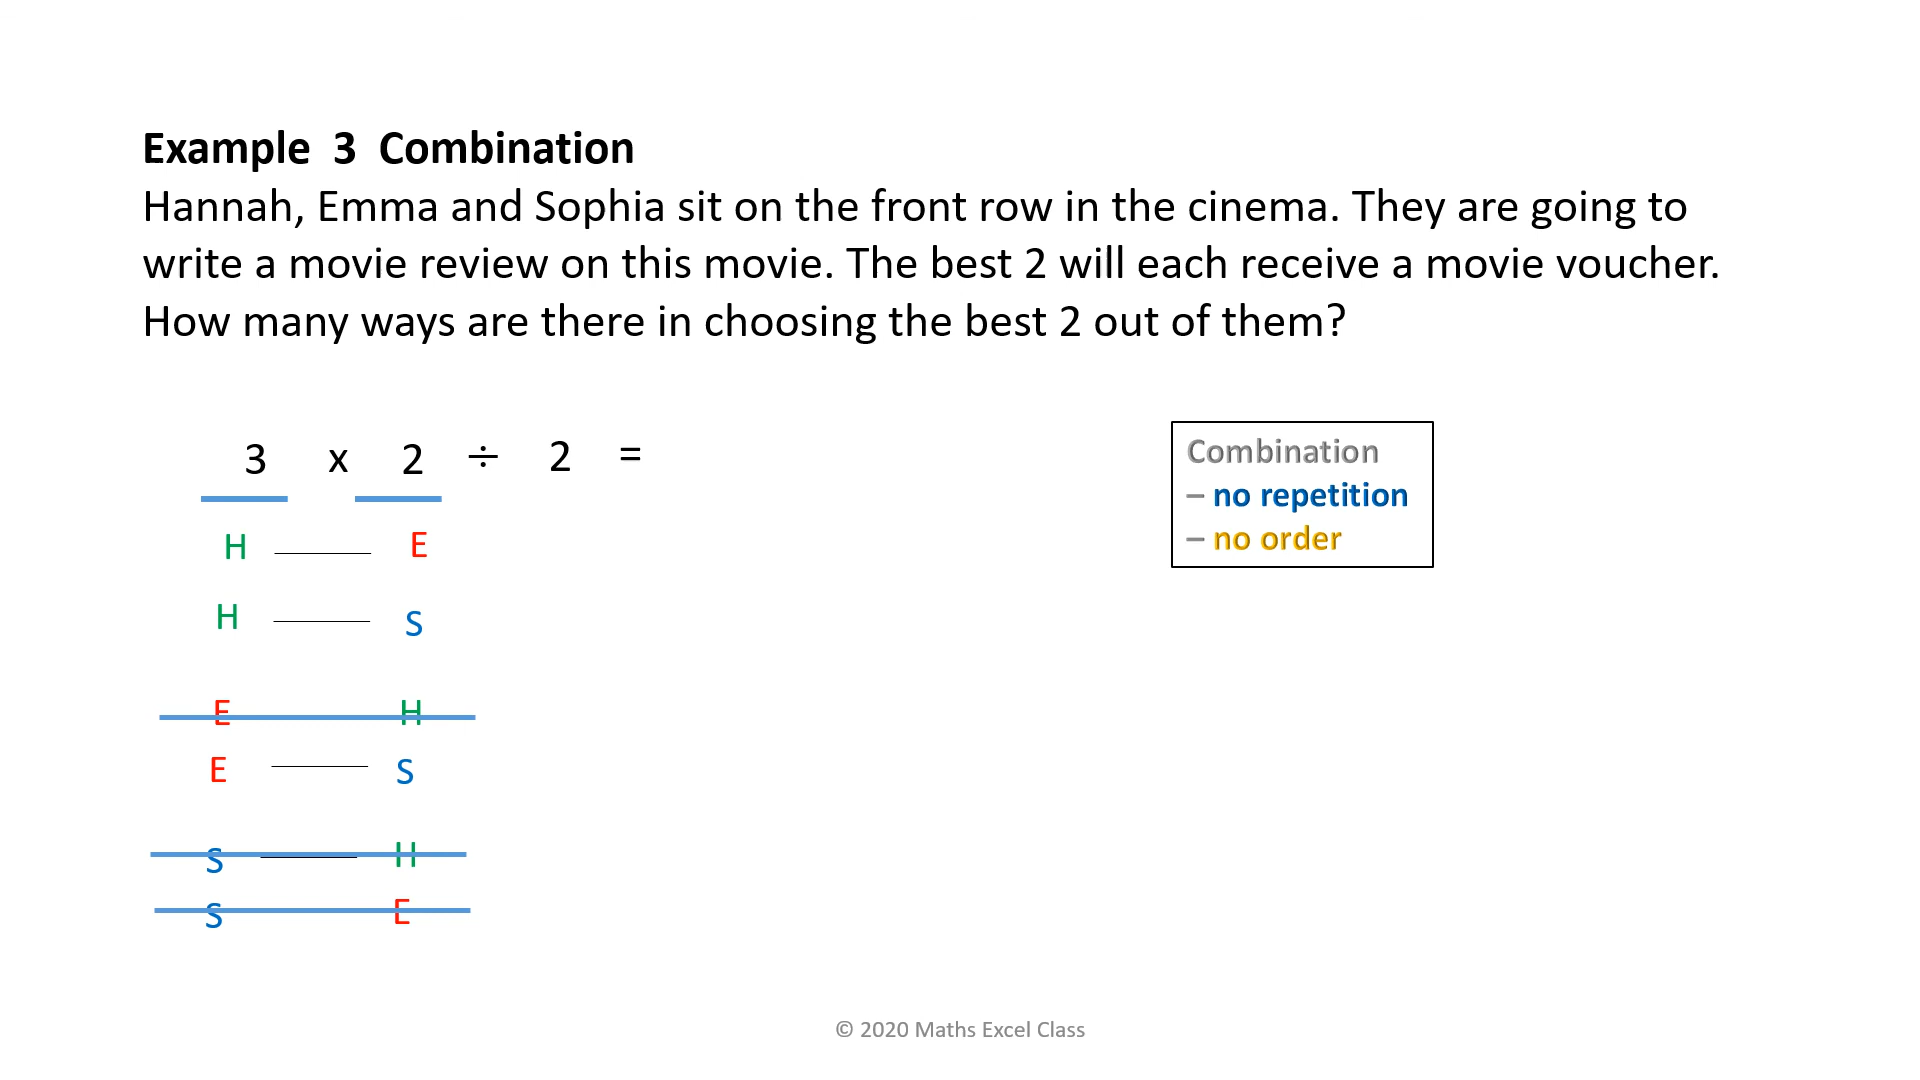 Example 3 Combination
Hannah, Emma and Sophia sit on the front row in the cinema. They are going to
write a movie review on this movie. The best 2 will each receive a movie voucher.
How many ways are there in choosing the best 2 out of them?
3 x 2 ÷ 2 =
Combination
– no repetition
– no order
H E
H S
E H
E S
S H
S E
© 2020 Maths Excel Class